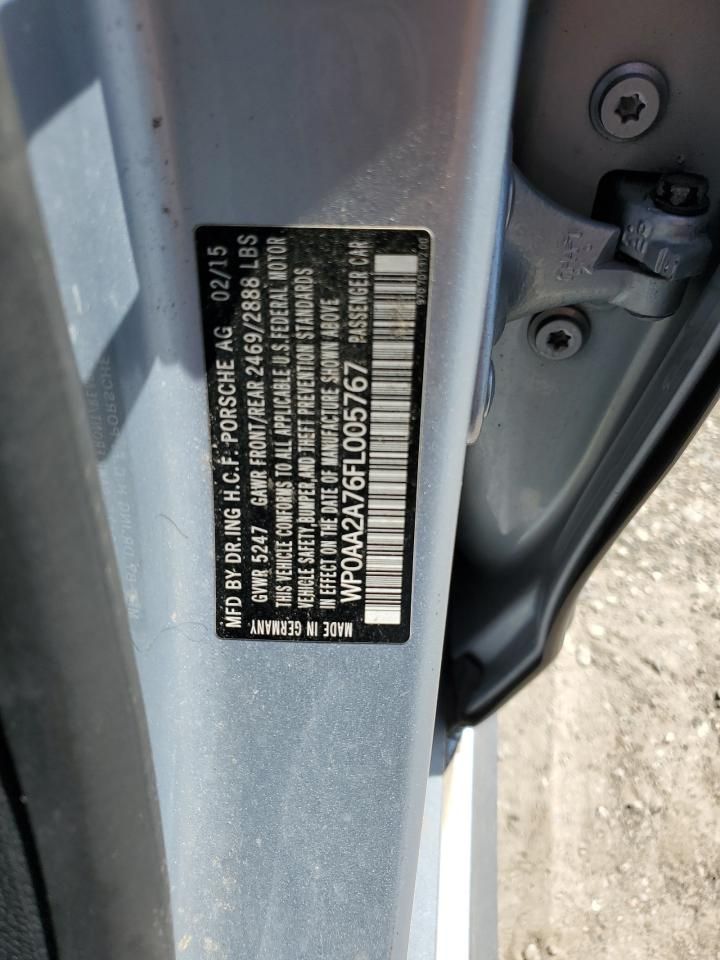 MFD BY DR.ING H.C.F. PORSCHE AG 02/15
GVWR 5247 GAWR FRONT/REAR 2469/2888 LBS
THIS VEHICLE CONFORMS TO ALL APPLICABLE U.S. FEDERAL MOTOR
VEHICLE SAFETY,BUMPER,AND THEFT PREVENTION STANDARDS
IN EFFECT ON THE DATE OF MANUFACTURE SHOWN ABOVE
WP0AA2A76FL005767 PASSENGER CAR
MADE IN GERMANY